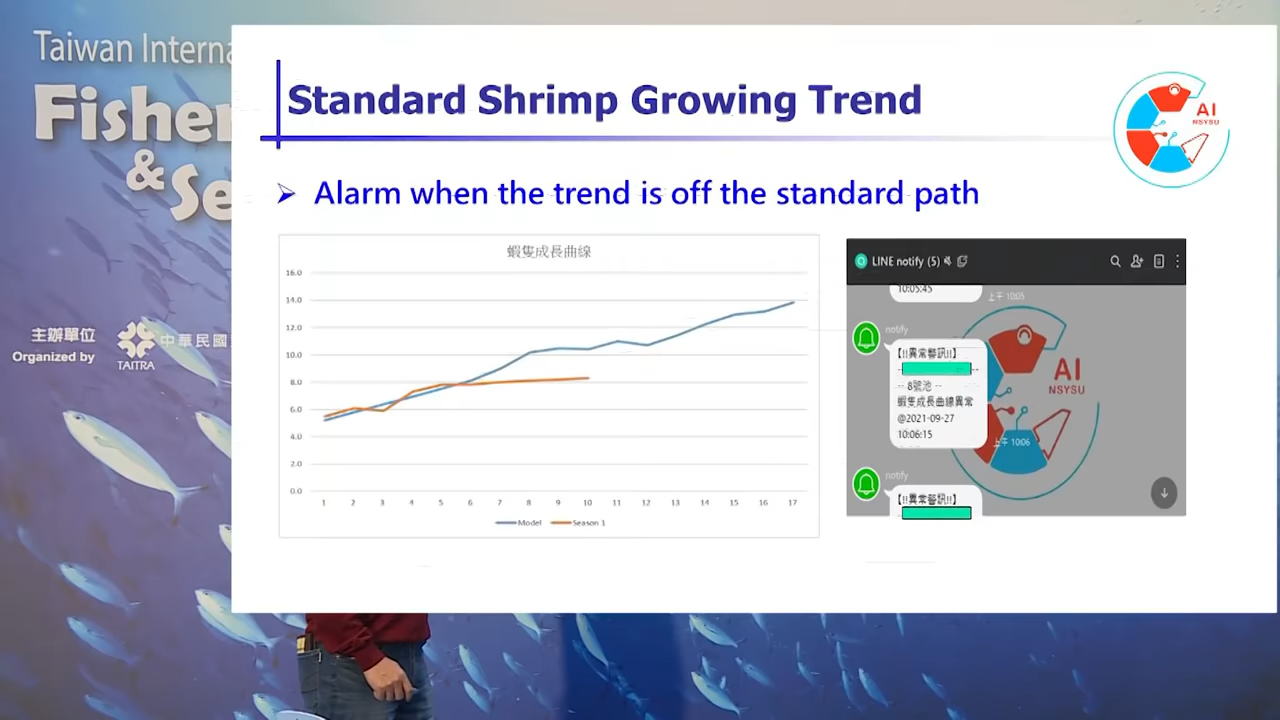 Taiwan Interna
Fisher
&
Se
主辦單位
Organized by
TAITRA
中華民國
Standard Shrimp Growing Trend
AI
NSYSU
Alarm when the trend is off the standard path
蝦隻成長曲線
16.0
14.0
12.0
10.0
8.0
6.0
4.0
2.0
0.0
1 2 3 4 5 6 7 8 9 10 11 12 13 14 15 16 17
Model Season 1
LINE notify (5)
10:05:45
上午 10:05
notify
【!!異常警訊!!】
-- 8號池 --
蝦隻成長曲線異常
@2021-09-27
10:06:15
上午 10:06
AI
NSYSU
notify
【!!異常警訊!!】